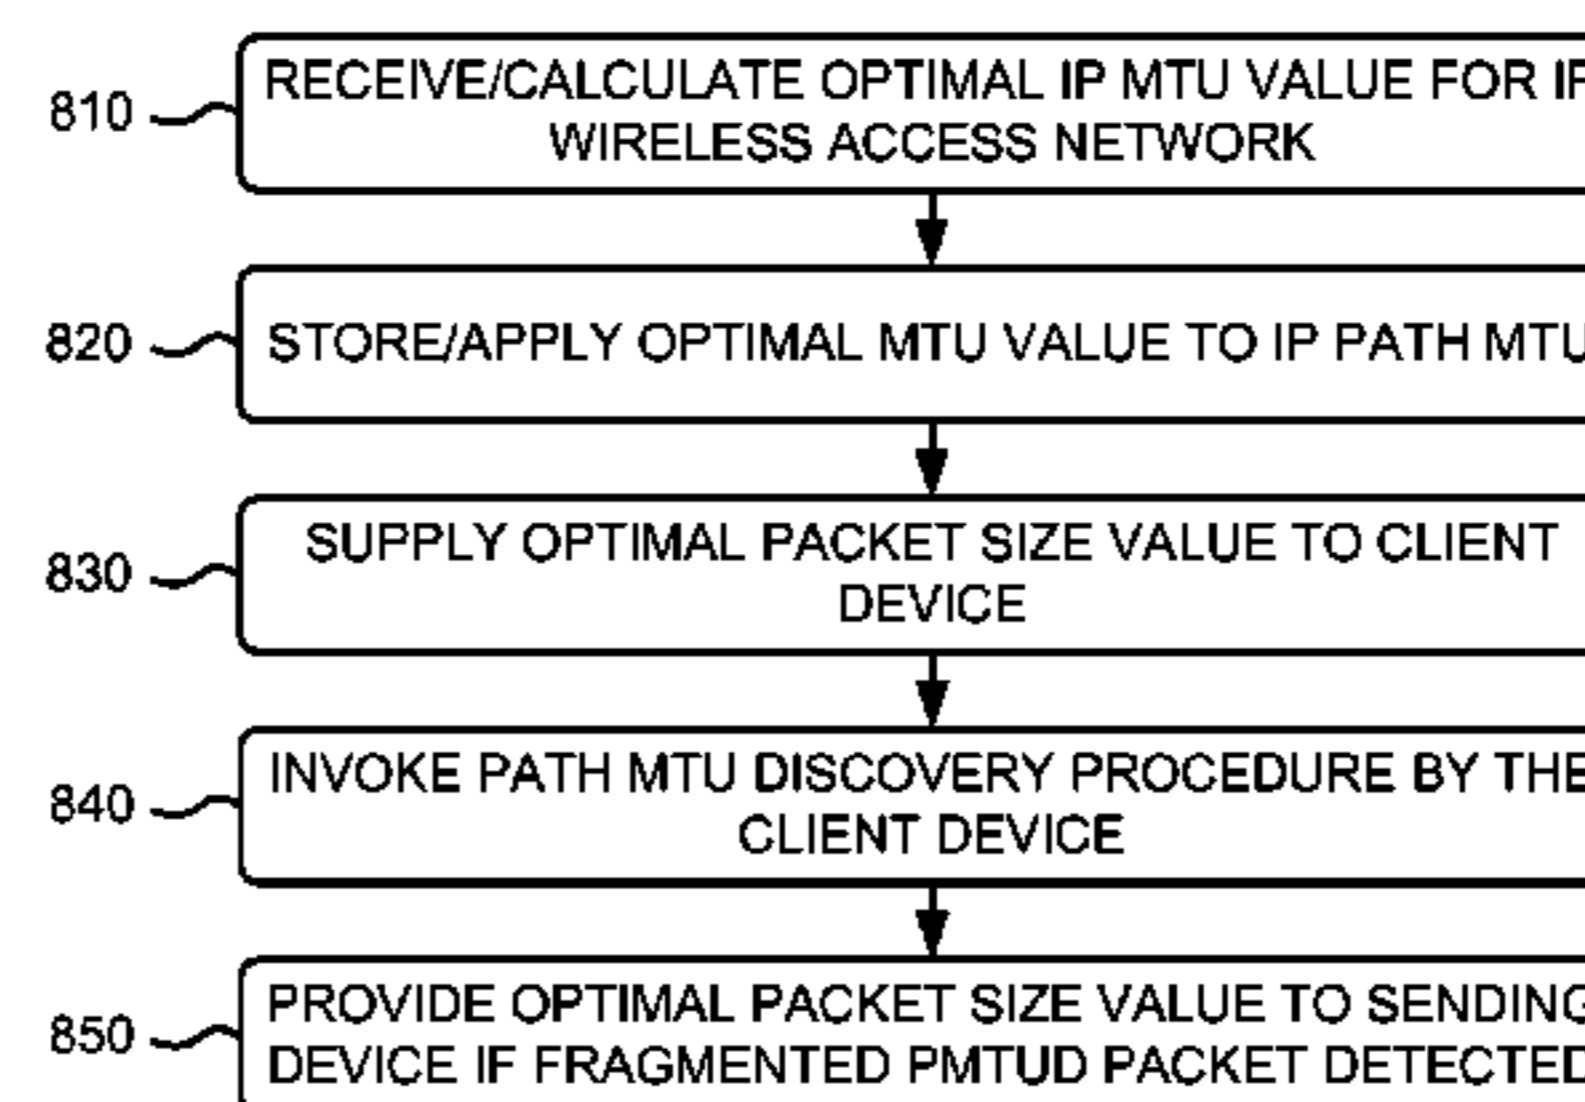 810 RECEIVE/CALCULATE OPTIMAL IP MTU VALUE FOR IP
WIRELESS ACCESS NETWORK
820 STORE/APPLY OPTIMAL MTU VALUE TO IP PATH MTU
830 SUPPLY OPTIMAL PACKET SIZE VALUE TO CLIENT
DEVICE
840 INVOKE PATH MTU DISCOVERY PROCEDURE BY THE
CLIENT DEVICE
850 PROVIDE OPTIMAL PACKET SIZE VALUE TO SENDING
DEVICE IF FRAGMENTED PMTUD PACKET DETECTED